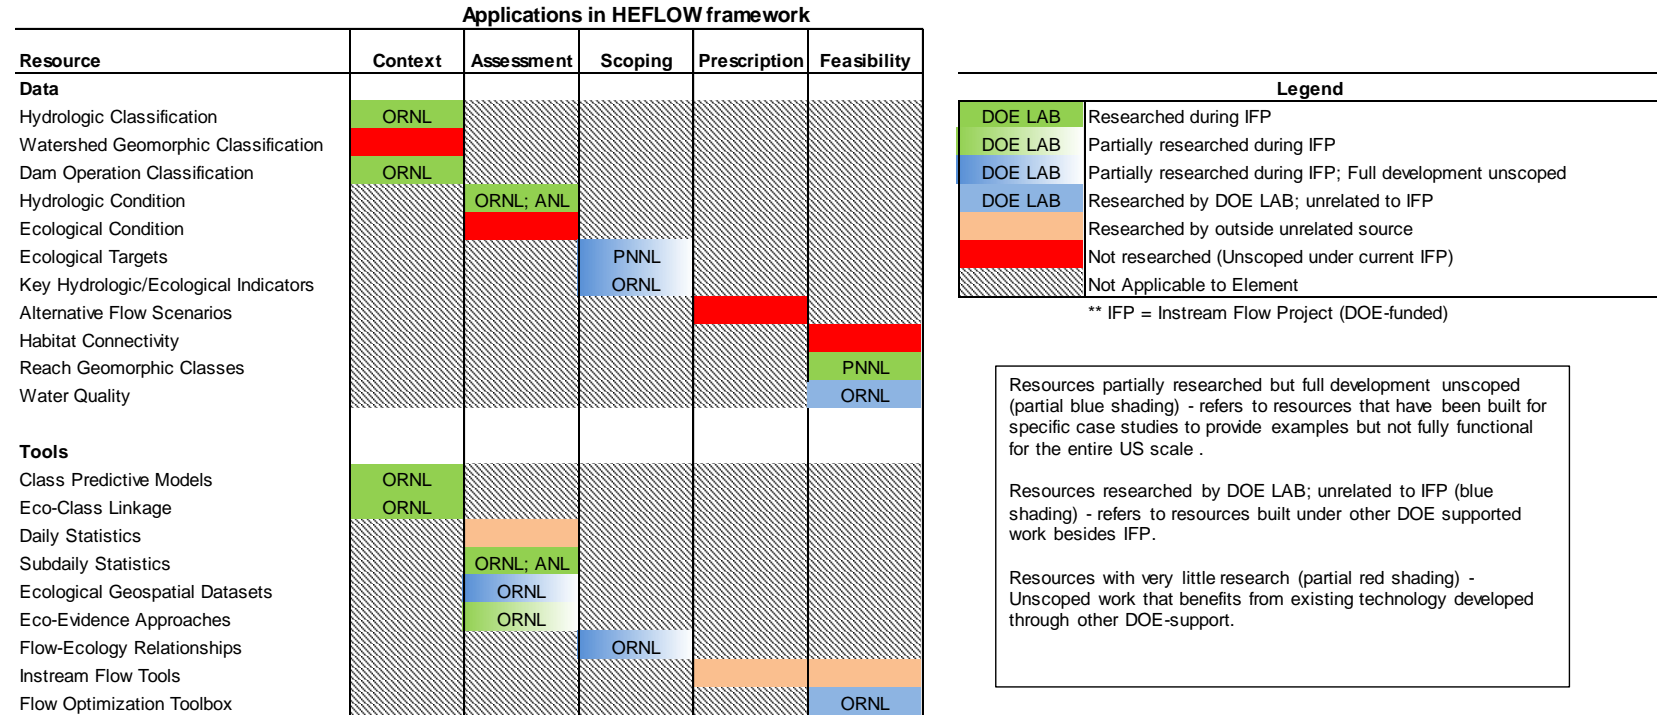 Applications in HEFLOW framework
Resource Context Assessment Scoping Prescription Feasibility
Data
Hydrologic Classification ORNL
Watershed Geomorphic Classification
Dam Operation Classification ORNL
Hydrologic Condition ORNL; ANL
Ecological Condition
Ecological Targets PNNL
Key Hydrologic/Ecological Indicators ORNL
Alternative Flow Scenarios
Habitat Connectivity
Reach Geomorphic Classes PNNL
Water Quality ORNL
Tools
Class Predictive Models ORNL
Eco-Class Linkage ORNL
Daily Statistics
Subdaily Statistics ORNL; ANL
Ecological Geospatial Datasets ORNL
Eco-Evidence Approaches ORNL
Flow-Ecology Relationships ORNL
Instream Flow Tools
Flow Optimization Toolbox ORNL
Legend
DOE LAB Researched during IFP
DOE LAB Partially researched during IFP
DOE LAB Partially researched during IFP; Full development unscoped
DOE LAB Researched by DOE LAB; unrelated to IFP
Researched by outside unrelated source
Not researched (Unscoped under current IFP)
Not Applicable to Element
** IFP = Instream Flow Project (DOE-funded)
Resources partially researched but full development unscoped
(partial blue shading) - refers to resources that have been built for
specific case studies to provide examples but not fully functional
for the entire US scale .
Resources researched by DOE LAB; unrelated to IFP (blue
shading) - refers to resources built under other DOE supported
work besides IFP.
Resources with very little research (partial red shading) -
Unscoped work that benefits from existing technology developed
through other DOE-support.